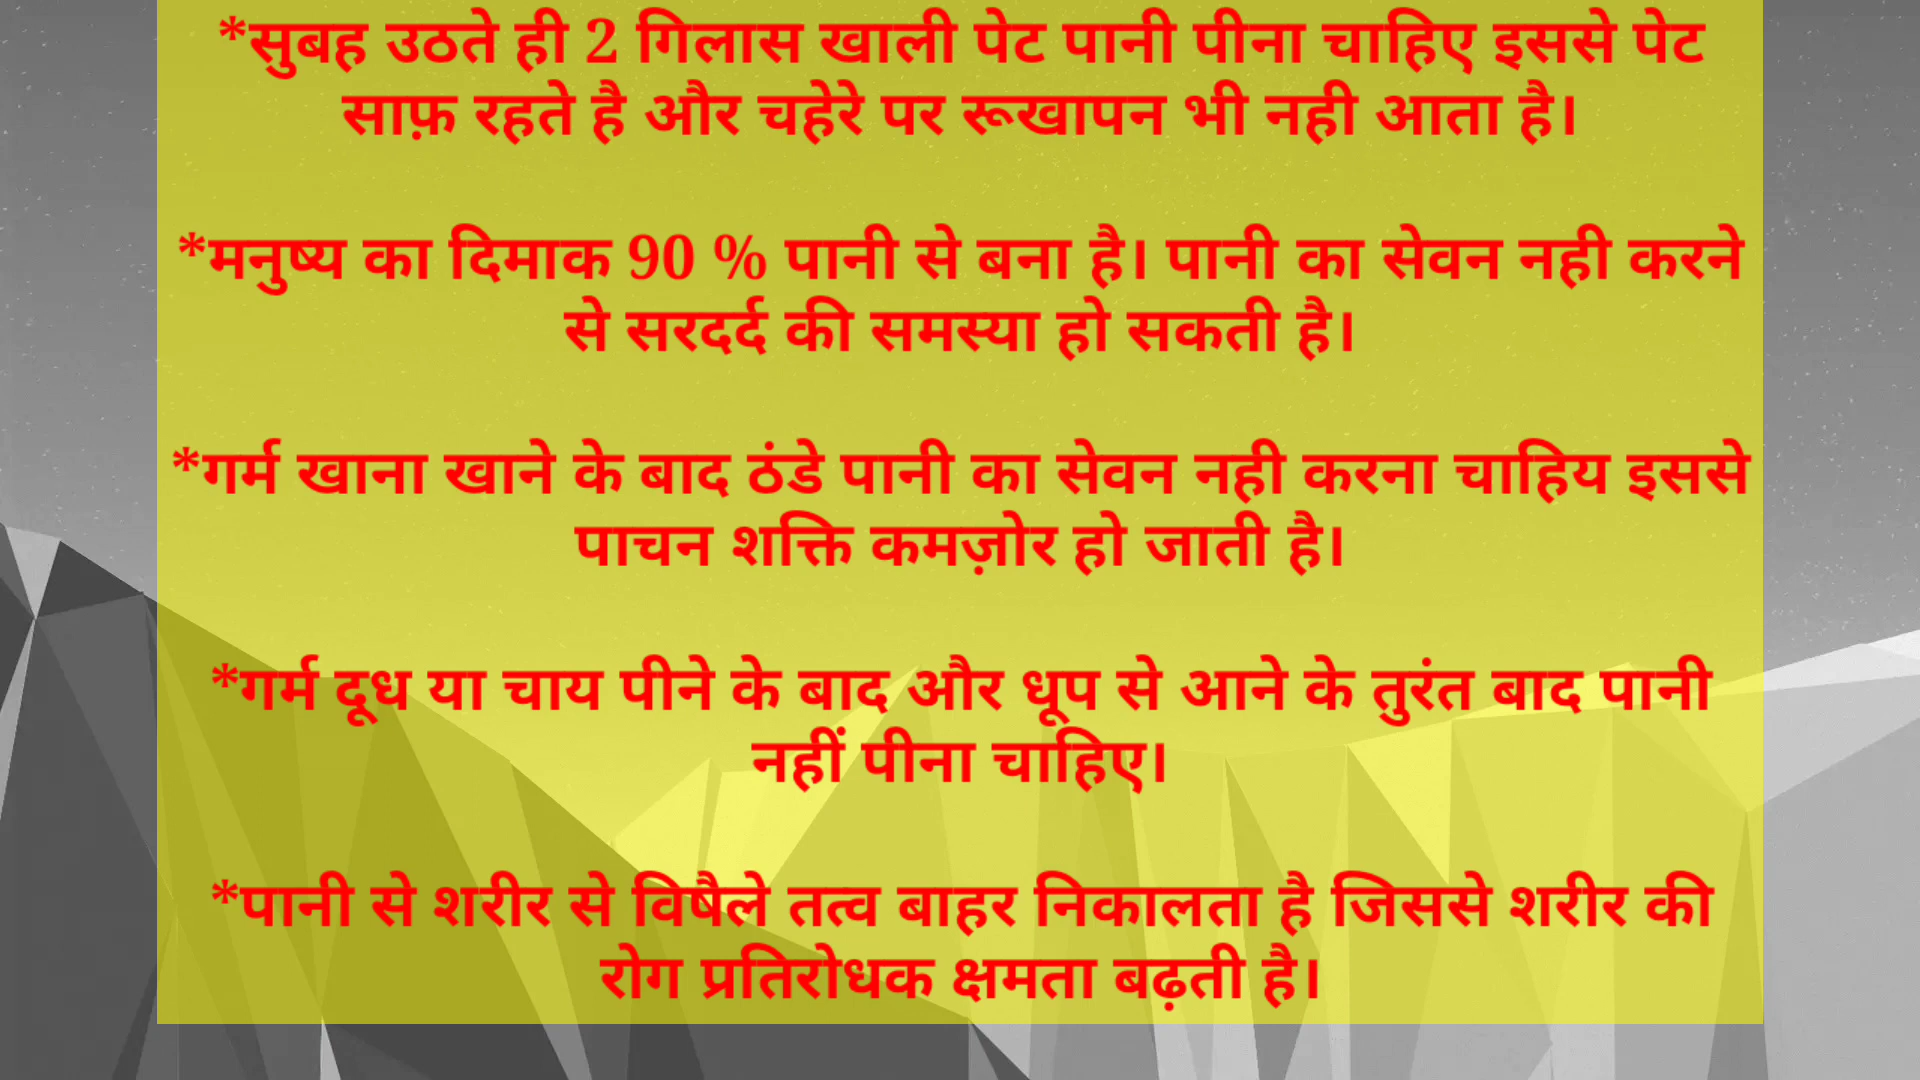 *सुबह उठते ही 2 गिलास खाली पेट पानी पीना चाहिए इससे पेट
साफ़ रहते है और चहेरे पर रूखापन भी नही आता है।
*मनुष्य का दिमाक 90 % पानी से बना है। पानी का सेवन नही करने
से सरदर्द की समस्या हो सकती है।
*गर्म खाना खाने के बाद ठंडे पानी का सेवन नही करना चाहिय इससे
पाचन शक्ति कमज़ोर हो जाती है।
*गर्म दूध या चाय पीने के बाद और धूप से आने के तुरंत बाद पानी
नहीं पीना चाहिए।
*पानी से शरीर से विषैले तत्व बाहर निकालता है जिससे शरीर की
रोग प्रतिरोधक क्षमता बढ़ती है।